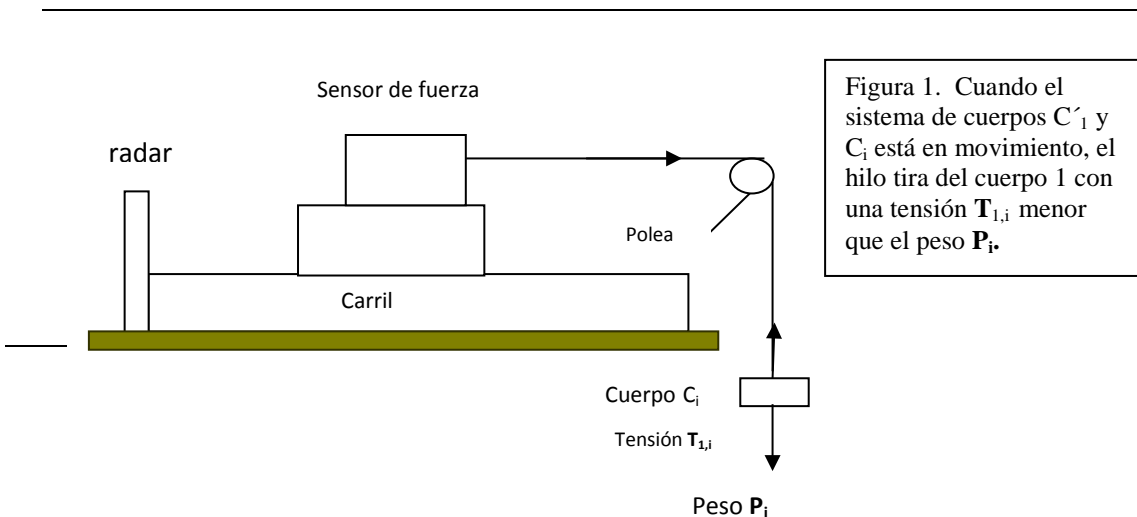 Sensor de fuerza
radar
Polea
Carril
Cuerpo Cᵢ
Tensión T₁,ᵢ
Peso Pᵢ
Figura 1. Cuando el
sistema de cuerpos C´₁ y
Cᵢ está en movimiento, el
hilo tira del cuerpo 1 con
una tensión T₁,ᵢ menor
que el peso Pᵢ.